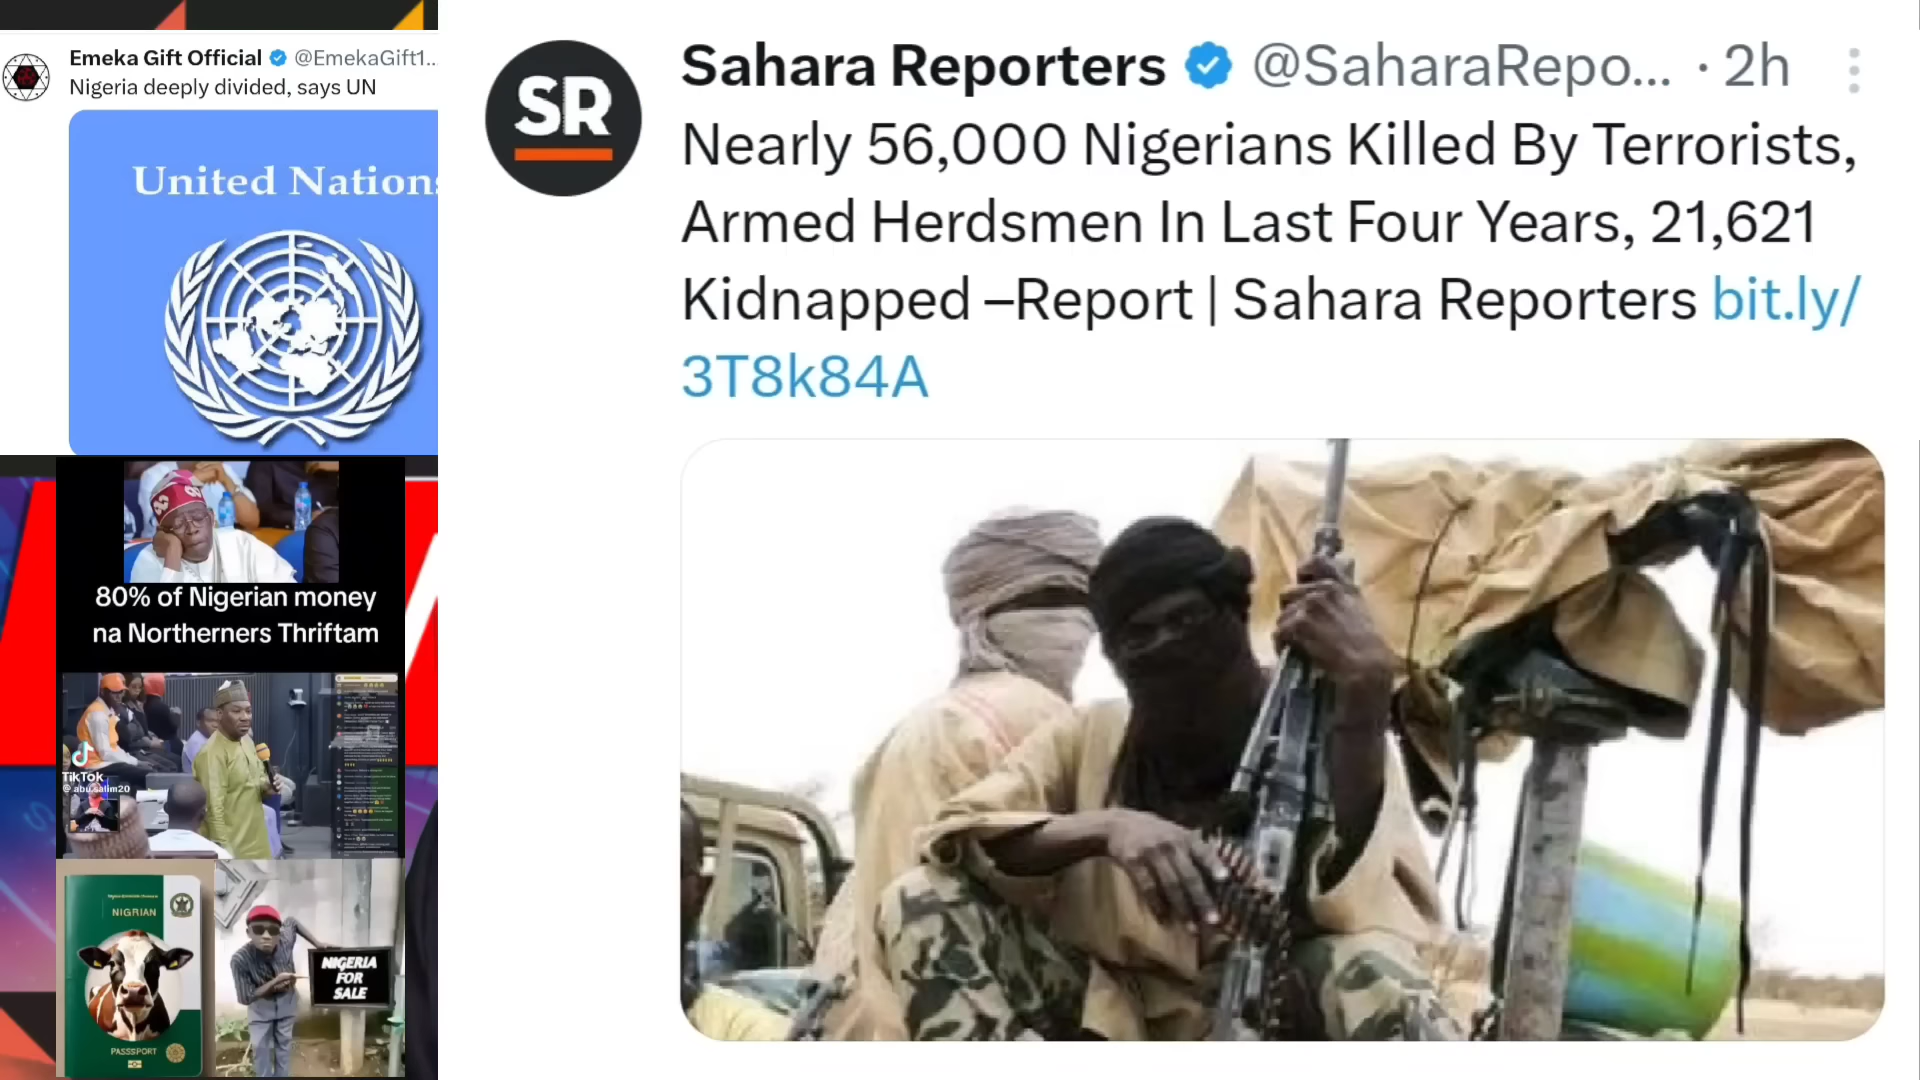 Emeka Gift Official @EmekaGift1...
Nigeria deeply divided, says UN
United Nations
80% of Nigerian money
na Northerners Thriftam
TikTok
@ abu.salim20
NIGRIAN
PASSSPORT
NIGERIA
FOR
SALE
SR
Sahara Reporters @SaharaRepo... · 2h
Nearly 56,000 Nigerians Killed By Terrorists,
Armed Herdsmen In Last Four Years, 21,621
Kidnapped –Report | Sahara Reporters bit.ly/
3T8k84A